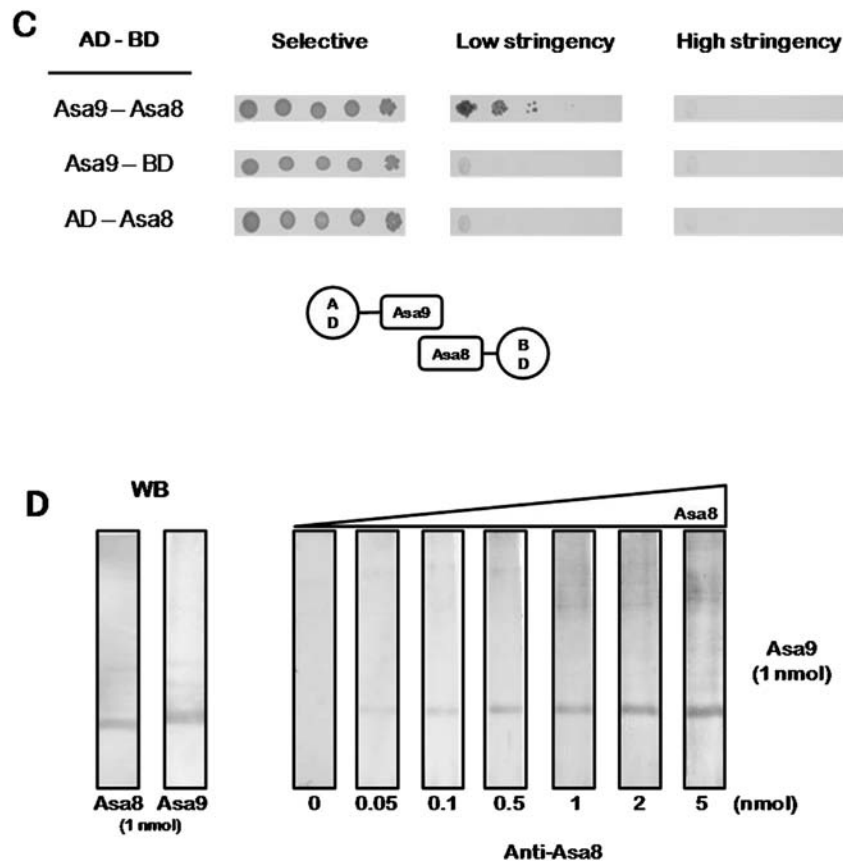 C
AD - BD
Selective
Low stringency
High stringency
Asa9 – Asa8
Asa9 – BD
AD – Asa8
A
D
Asa9
Asa8
B
D
D
WB
Asa8
Asa9
(1 nmol)
Asa8 Asa9
(1 nmol)
0 0.05 0.1 0.5 1 2 5 (nmol)
Anti-Asa8